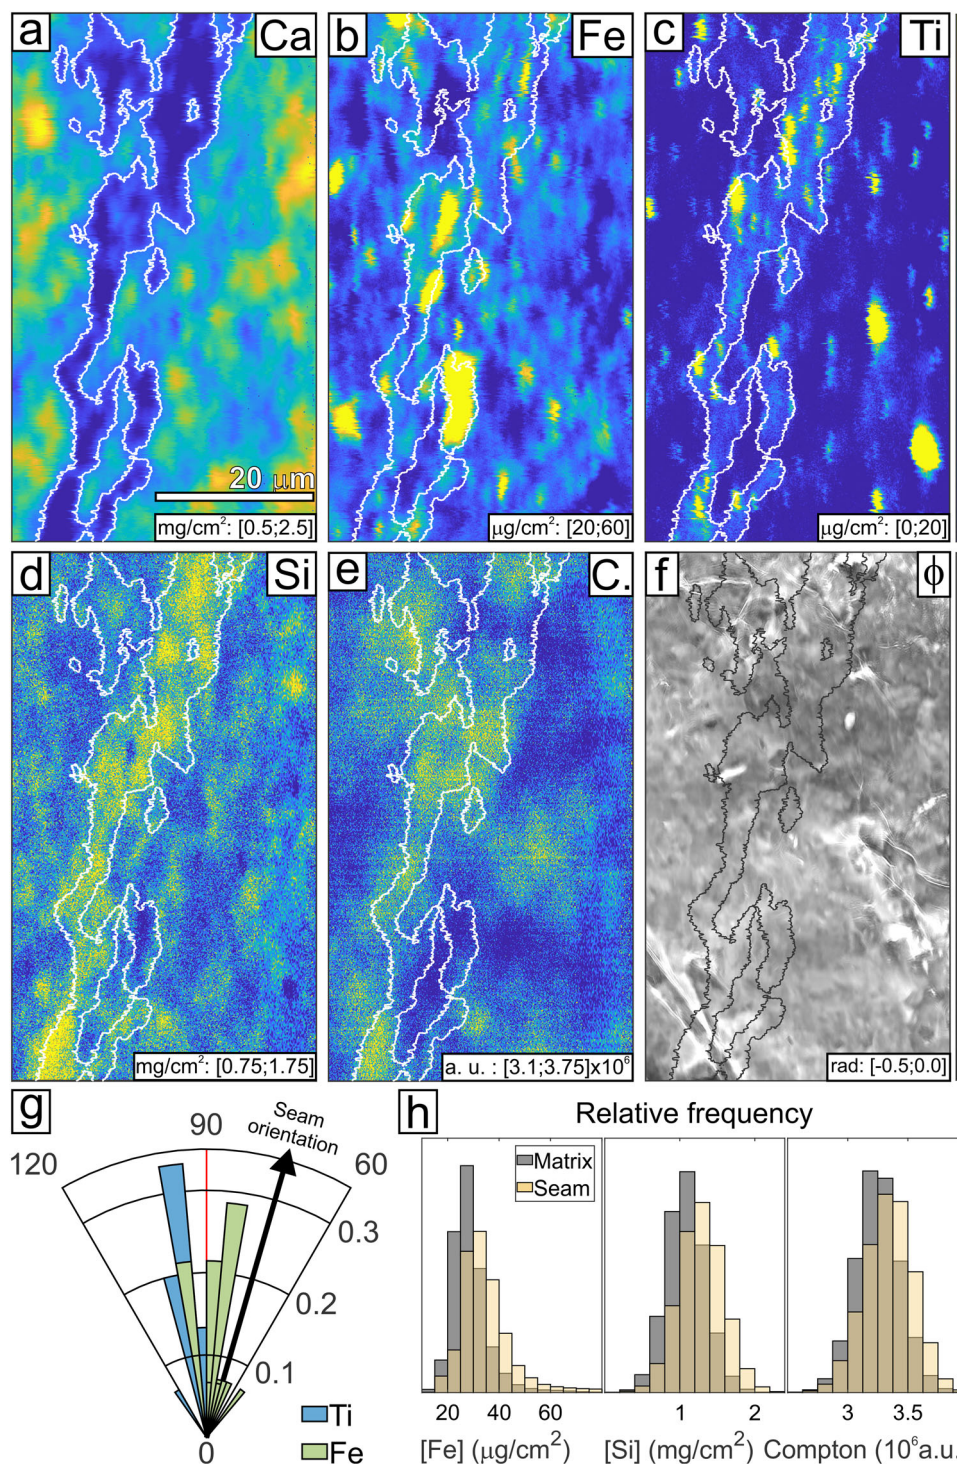 a Ca
b Fe
c Ti
20 μm
mg/cm²: [0.5;2.5]
μg/cm²: [20;60]
μg/cm²: [0;20]
d Si
e C.
f ϕ
mg/cm²: [0.75;1.75]
a. u. : [3.1;3.75]x10⁶
rad: [-0.5;0.0]
g
Seam
orientation
120
90
60
0.3
0.2
0.1
0
Ti
Fe
h Relative frequency
Matrix
Seam
20 40 60
1 2
3 3.5
[Fe] (μg/cm²) [Si] (mg/cm²) Compton (10⁶a.u.